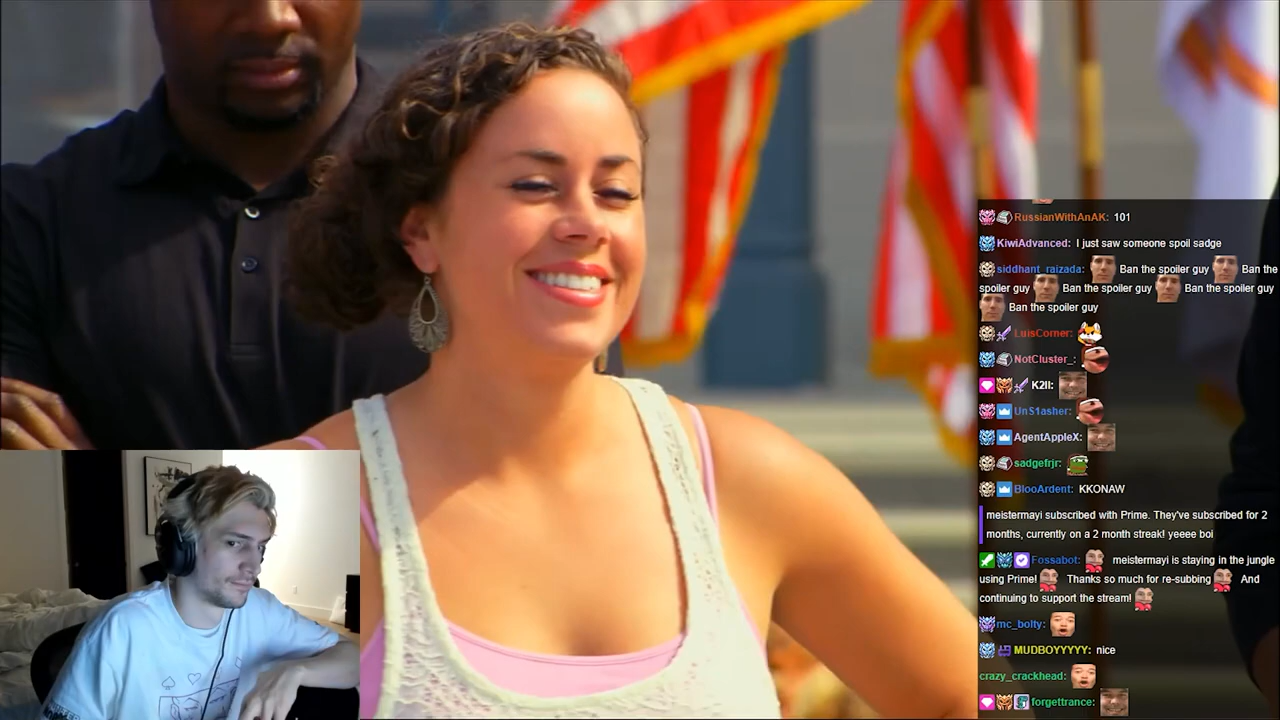 RussianWithAnAK: 101
KiwiAdvanced: I just saw someone spoil sadge
siddhant_raizada: Ban the spoiler guy Ban the
spoiler guy Ban the spoiler guy Ban the spoiler guy
Ban the spoiler guy
LuisCorner:
NotCluster_:
K2II:
UnS1asher:
AgentAppleX:
sadgefrjr:
BlooArdent: KKONAW
meistermayi subscribed with Prime. They've subscribed for 2
months, currently on a 2 month streak! yeeee boi
Fossabot: meistermayi is staying in the jungle
using Prime! Thanks so much for re-subbing And
continuing to support the stream!
mc_bolty:
MUDBOYYYYY: nice
crazy_crackhead:
forgettrance: